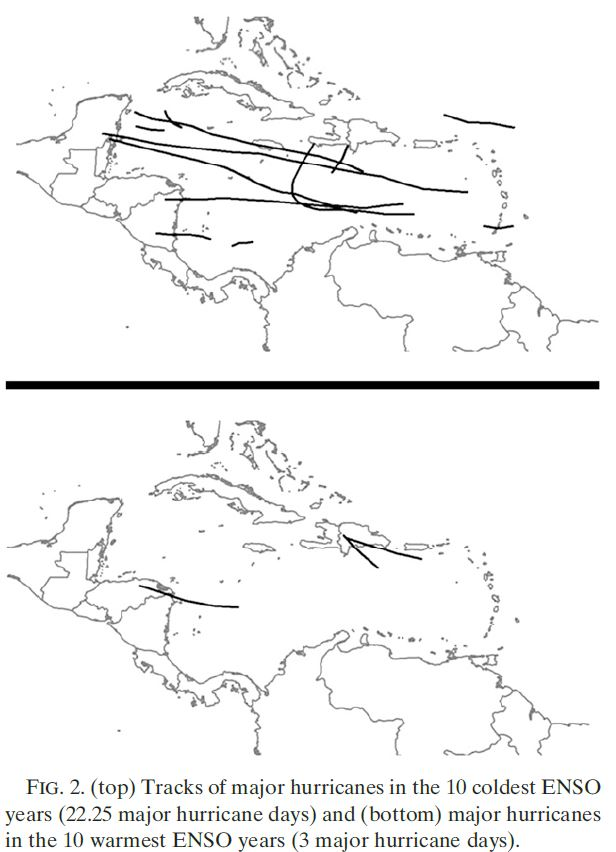 FIG. 2. (top) Tracks of major hurricanes in the 10 coldest ENSO
years (22.25 major hurricane days) and (bottom) major hurricanes
in the 10 warmest ENSO years (3 major hurricane days).